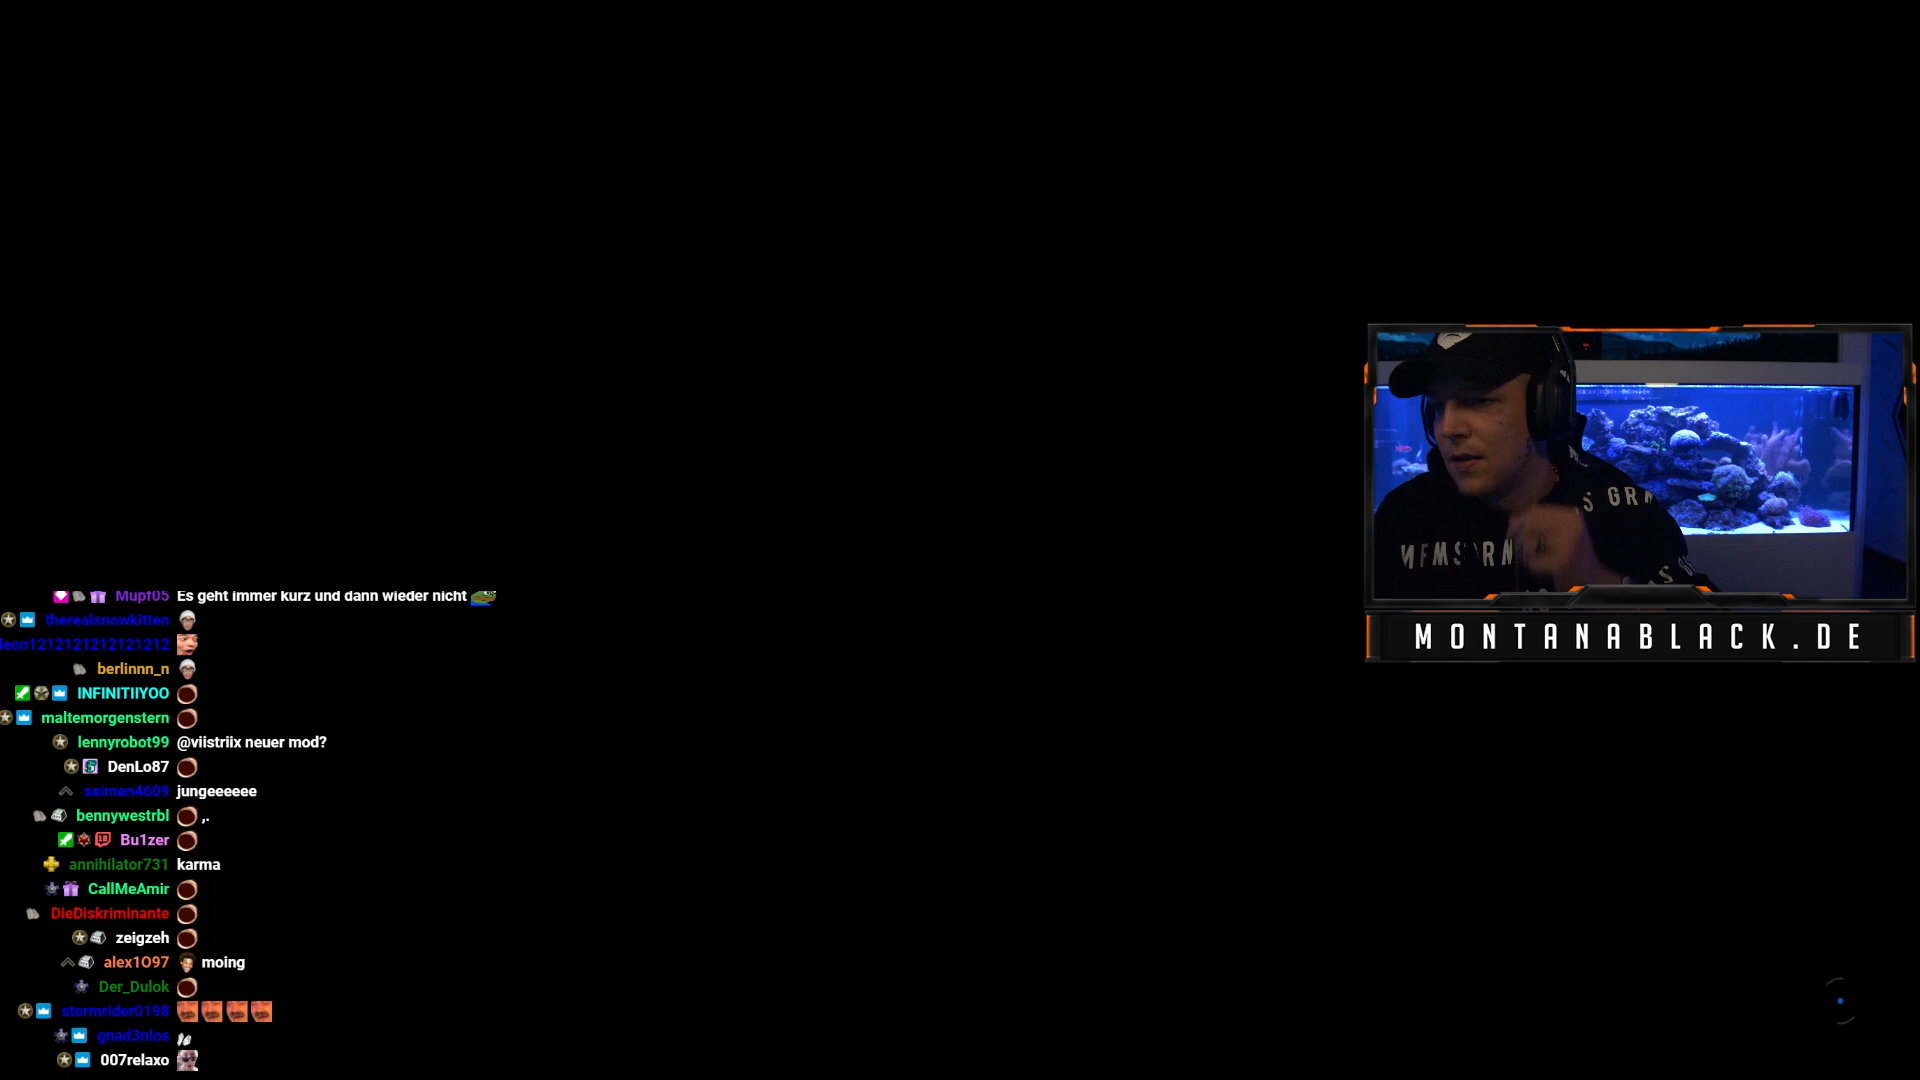 MONTANABLACK.DE
Mupf05 Es geht immer kurz und dann wieder nicht
therealsnowkitten
leon1212121212121212
berlinnn_n
INFINITIIYOO
maltemorgenstern
lennyrobot99 @viistriix neuer mod?
DenLo87
seimen4609 jungeeeeee
bennywestrbl ,.
Bu1zer
annihilator731 karma
CallMeAmir
DieDiskriminante
zeigzeh
alex1O97 moing
Der_Dulok
stormrider0198
gnad3nlos
007relaxo